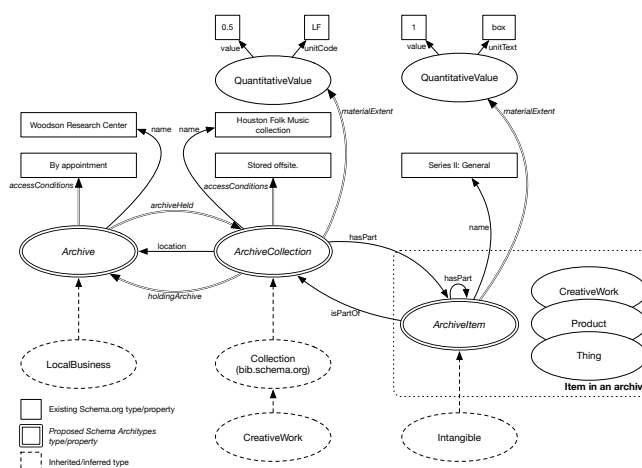 0.5
LF
1
box
value
unitCode
value
unitText
QuantitativeValue
QuantitativeValue
materialExtent
materialExtent
Woodson Research Center
name
name
Houston Folk Music
collection
By appointment
Stored offsite.
Series II: General
accessConditions
accessConditions
archiveHeld
name
Archive
location
ArchiveCollection
hasPart
hasPart
holdingArchive
isPartOf
ArchiveItem
CreativeWork
Product
Thing
Item in an archiv
LocalBusiness
Collection
(bib.schema.org)
CreativeWork
Intangible
Existing Schema.org type/property
Proposed Schema Architypes
type/property
Inherited/inferred type